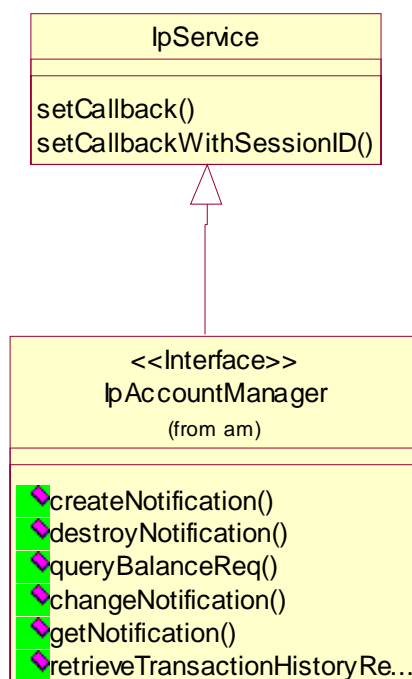 IpService
setCallback()
setCallbackWithSessionID()
<<Interface>>
IpAccountManager
(from am)
createNotification()
destroyNotification()
queryBalanceReq()
changeNotification()
getNotification()
retrieveTransactionHistoryRe...